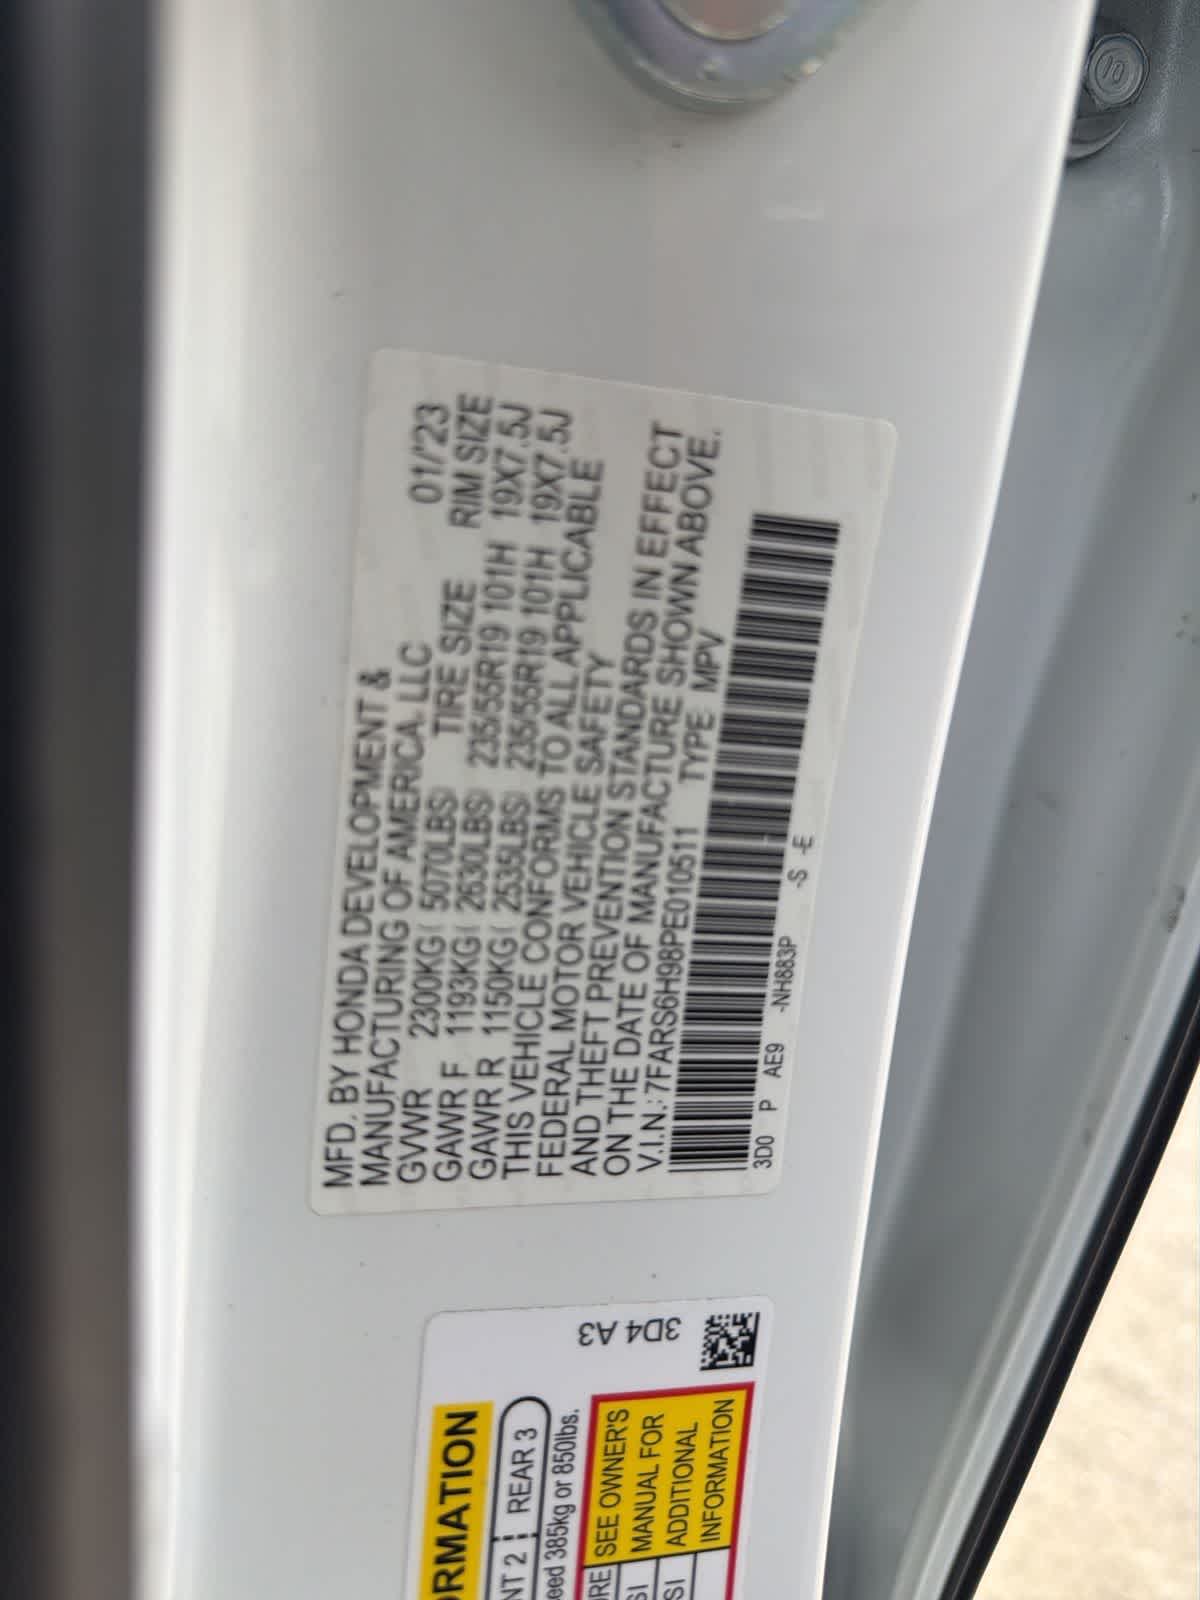 MFD. BY HONDA DEVELOPMENT &
MANUFACTURING OF AMERICA, LLC 01/'23
GVWR 2300KG( 5070LBS) TIRE SIZE RIM SIZE
GAWR F 1193KG( 2630LBS) 235/55R19 101H 19X7.5J
GAWR R 1150KG( 2535LBS) 235/55R19 101H 19X7.5J
THIS VEHICLE CONFORMS TO ALL APPLICABLE
FEDERAL MOTOR VEHICLE SAFETY
AND THEFT PREVENTION STANDARDS IN EFFECT
ON THE DATE OF MANUFACTURE SHOWN ABOVE.
V.I.N.: 7FARS6H98PE010511 TYPE: MPV
3D0 P AE9 -NH883P -S -E
3D4 A3
ORMATION
NT 2 REAR 3
eed 385kg or 850lbs.
RE SEE OWNER'S
SI MANUAL FOR
SI ADDITIONAL
INFORMATION
10